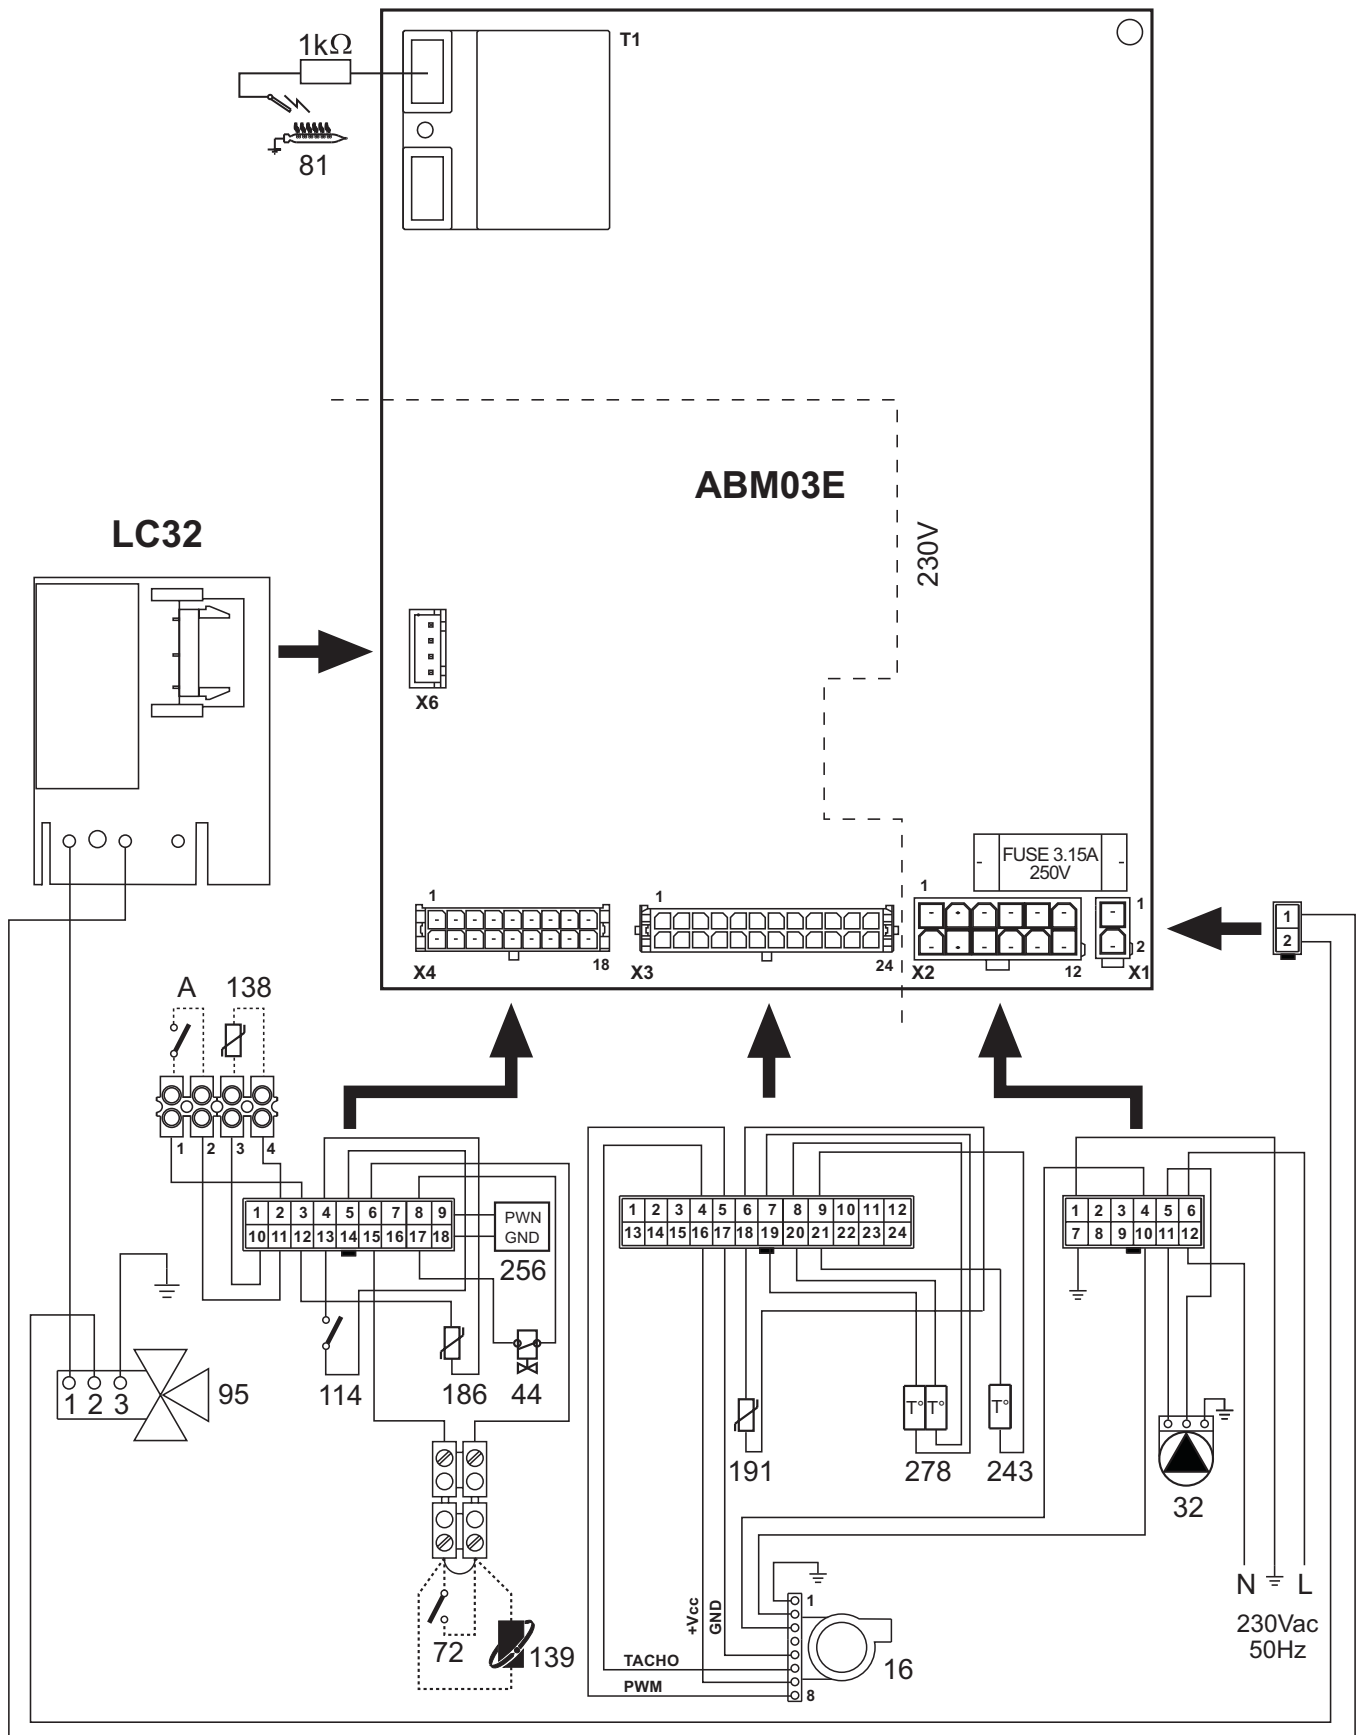 1kΩ
T1
81
ABM03E
230V
LC32
X6
FUSE 3.15A
250V
1
1
1
1
1
2
2
18
24
12
X4
X3
X2
X1
A
138
1
2
3
4
1 2 3 4 5 6 7 8 9
10 11 12 13 14 15 16 17 18
PWN
GND
256
1 2 3 4 5 6 7 8 9 10 11 12
13 14 15 16 17 18 19 20 21 22 23 24
1 2 3 4 5 6
7 8 9 10 11 12
1 2 3
95
114
186
44
191
278
T° T°
243
T°
32
N
L
230Vac
50Hz
72
139
+Vcc
GND
TACHO
PWM
1
8
16